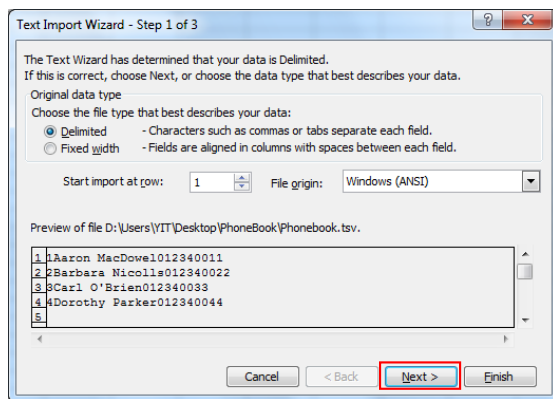 Text Import Wizard - Step 1 of 3
The Text Wizard has determined that your data is Delimited.
If this is correct, choose Next, or choose the data type that best describes your data.
Original data type
Choose the file type that best describes your data:
Delimited - Characters such as commas or tabs separate each field.
Fixed width - Fields are aligned in columns with spaces between each field.
Start import at row: 1 File origin: Windows (ANSI)
Preview of file D:\Users\YIT\Desktop\PhoneBook\Phonebook.tsv.
1 1Aaron MacDowel012340011
2 2Barbara Nicolls012340022
3 3Carl O'Brien012340033
4 4Dorothy Parker012340044
5
Cancel < Back Next > Finish